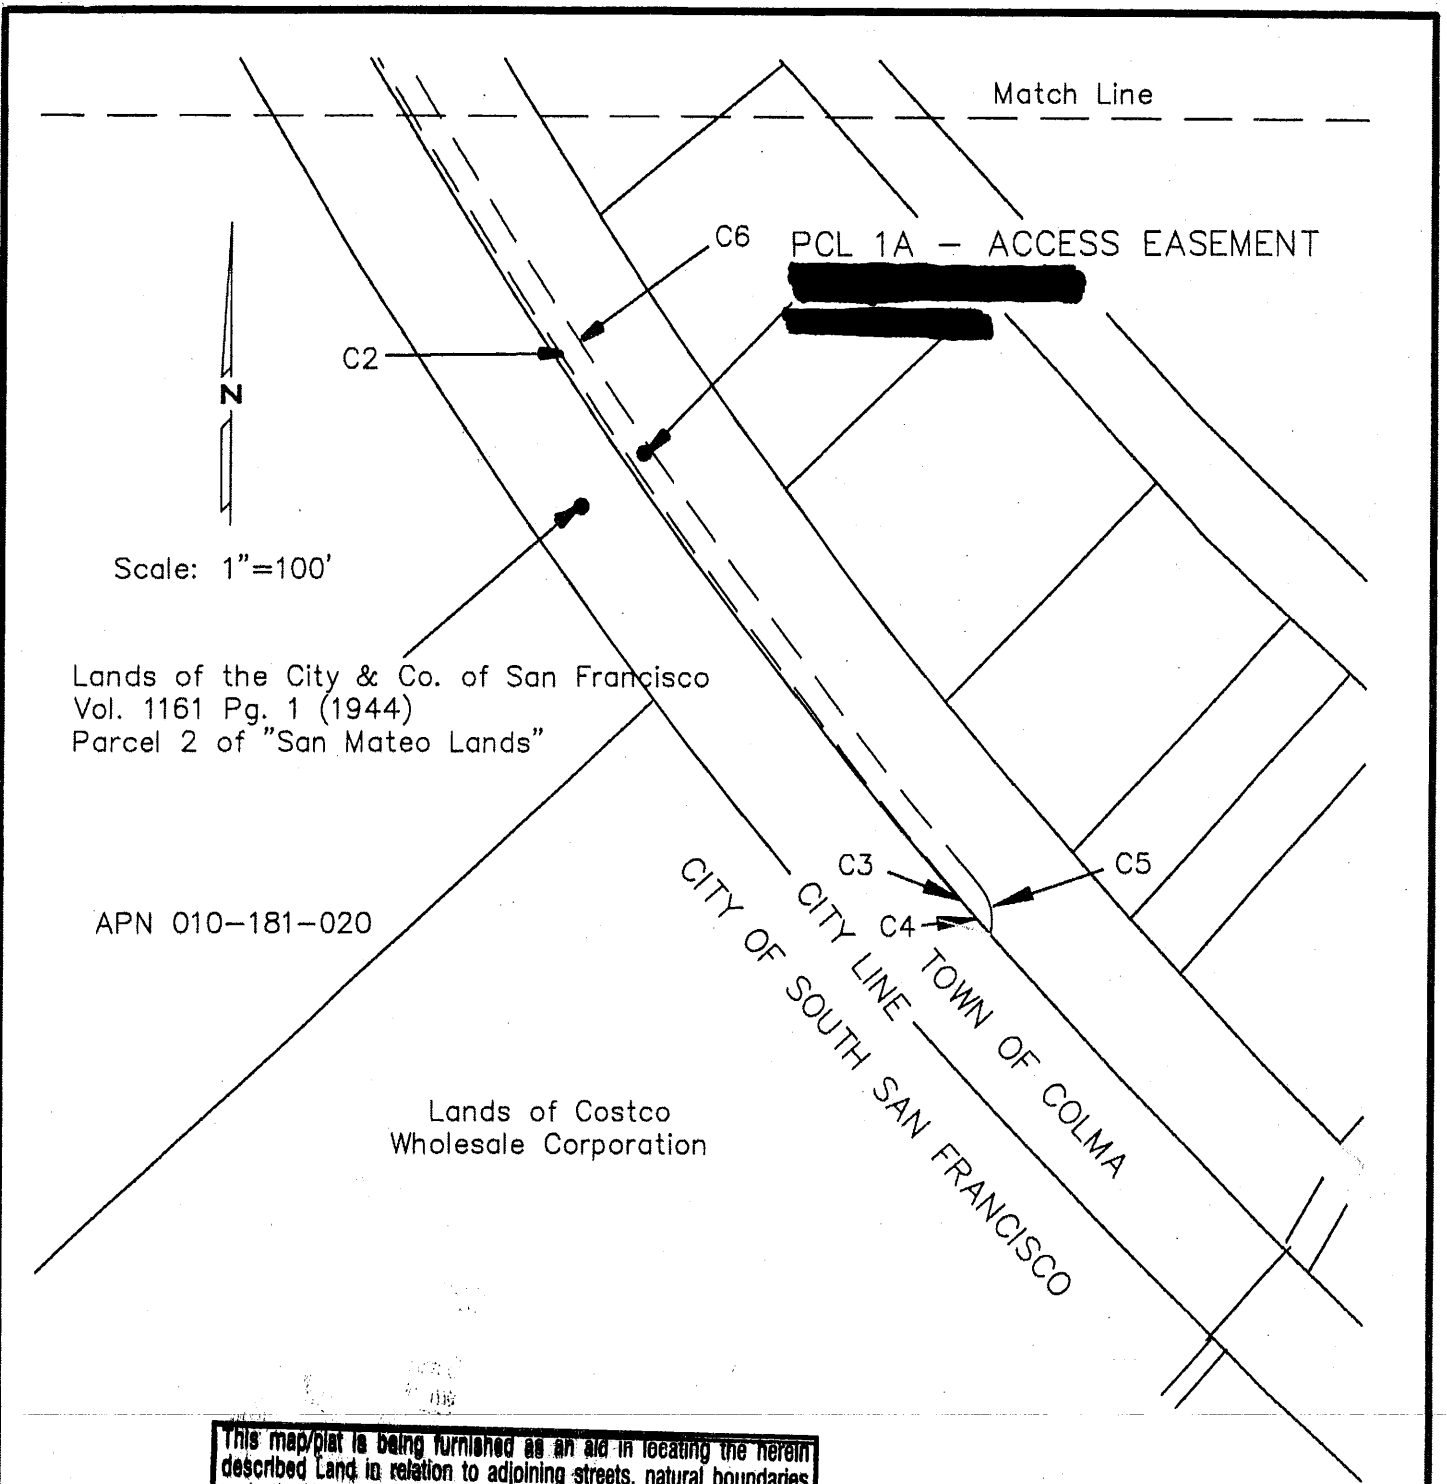 Match Line
C6
PCL 1A - ACCESS EASEMENT
C2
N
Scale: 1"=100'
Lands of the City & Co. of San Francisco
Vol. 1161 Pg. 1 (1944)
Parcel 2 of "San Mateo Lands"
C3
C5
C4
APN 010-181-020
CITY LINE
TOWN OF COLMA
CITY OF SOUTH SAN FRANCISCO
Lands of Costco
Wholesale Corporation
This map/plat is being furnished as an aid in locating the herein
described Land in relation to adjoining streets, natural boundaries